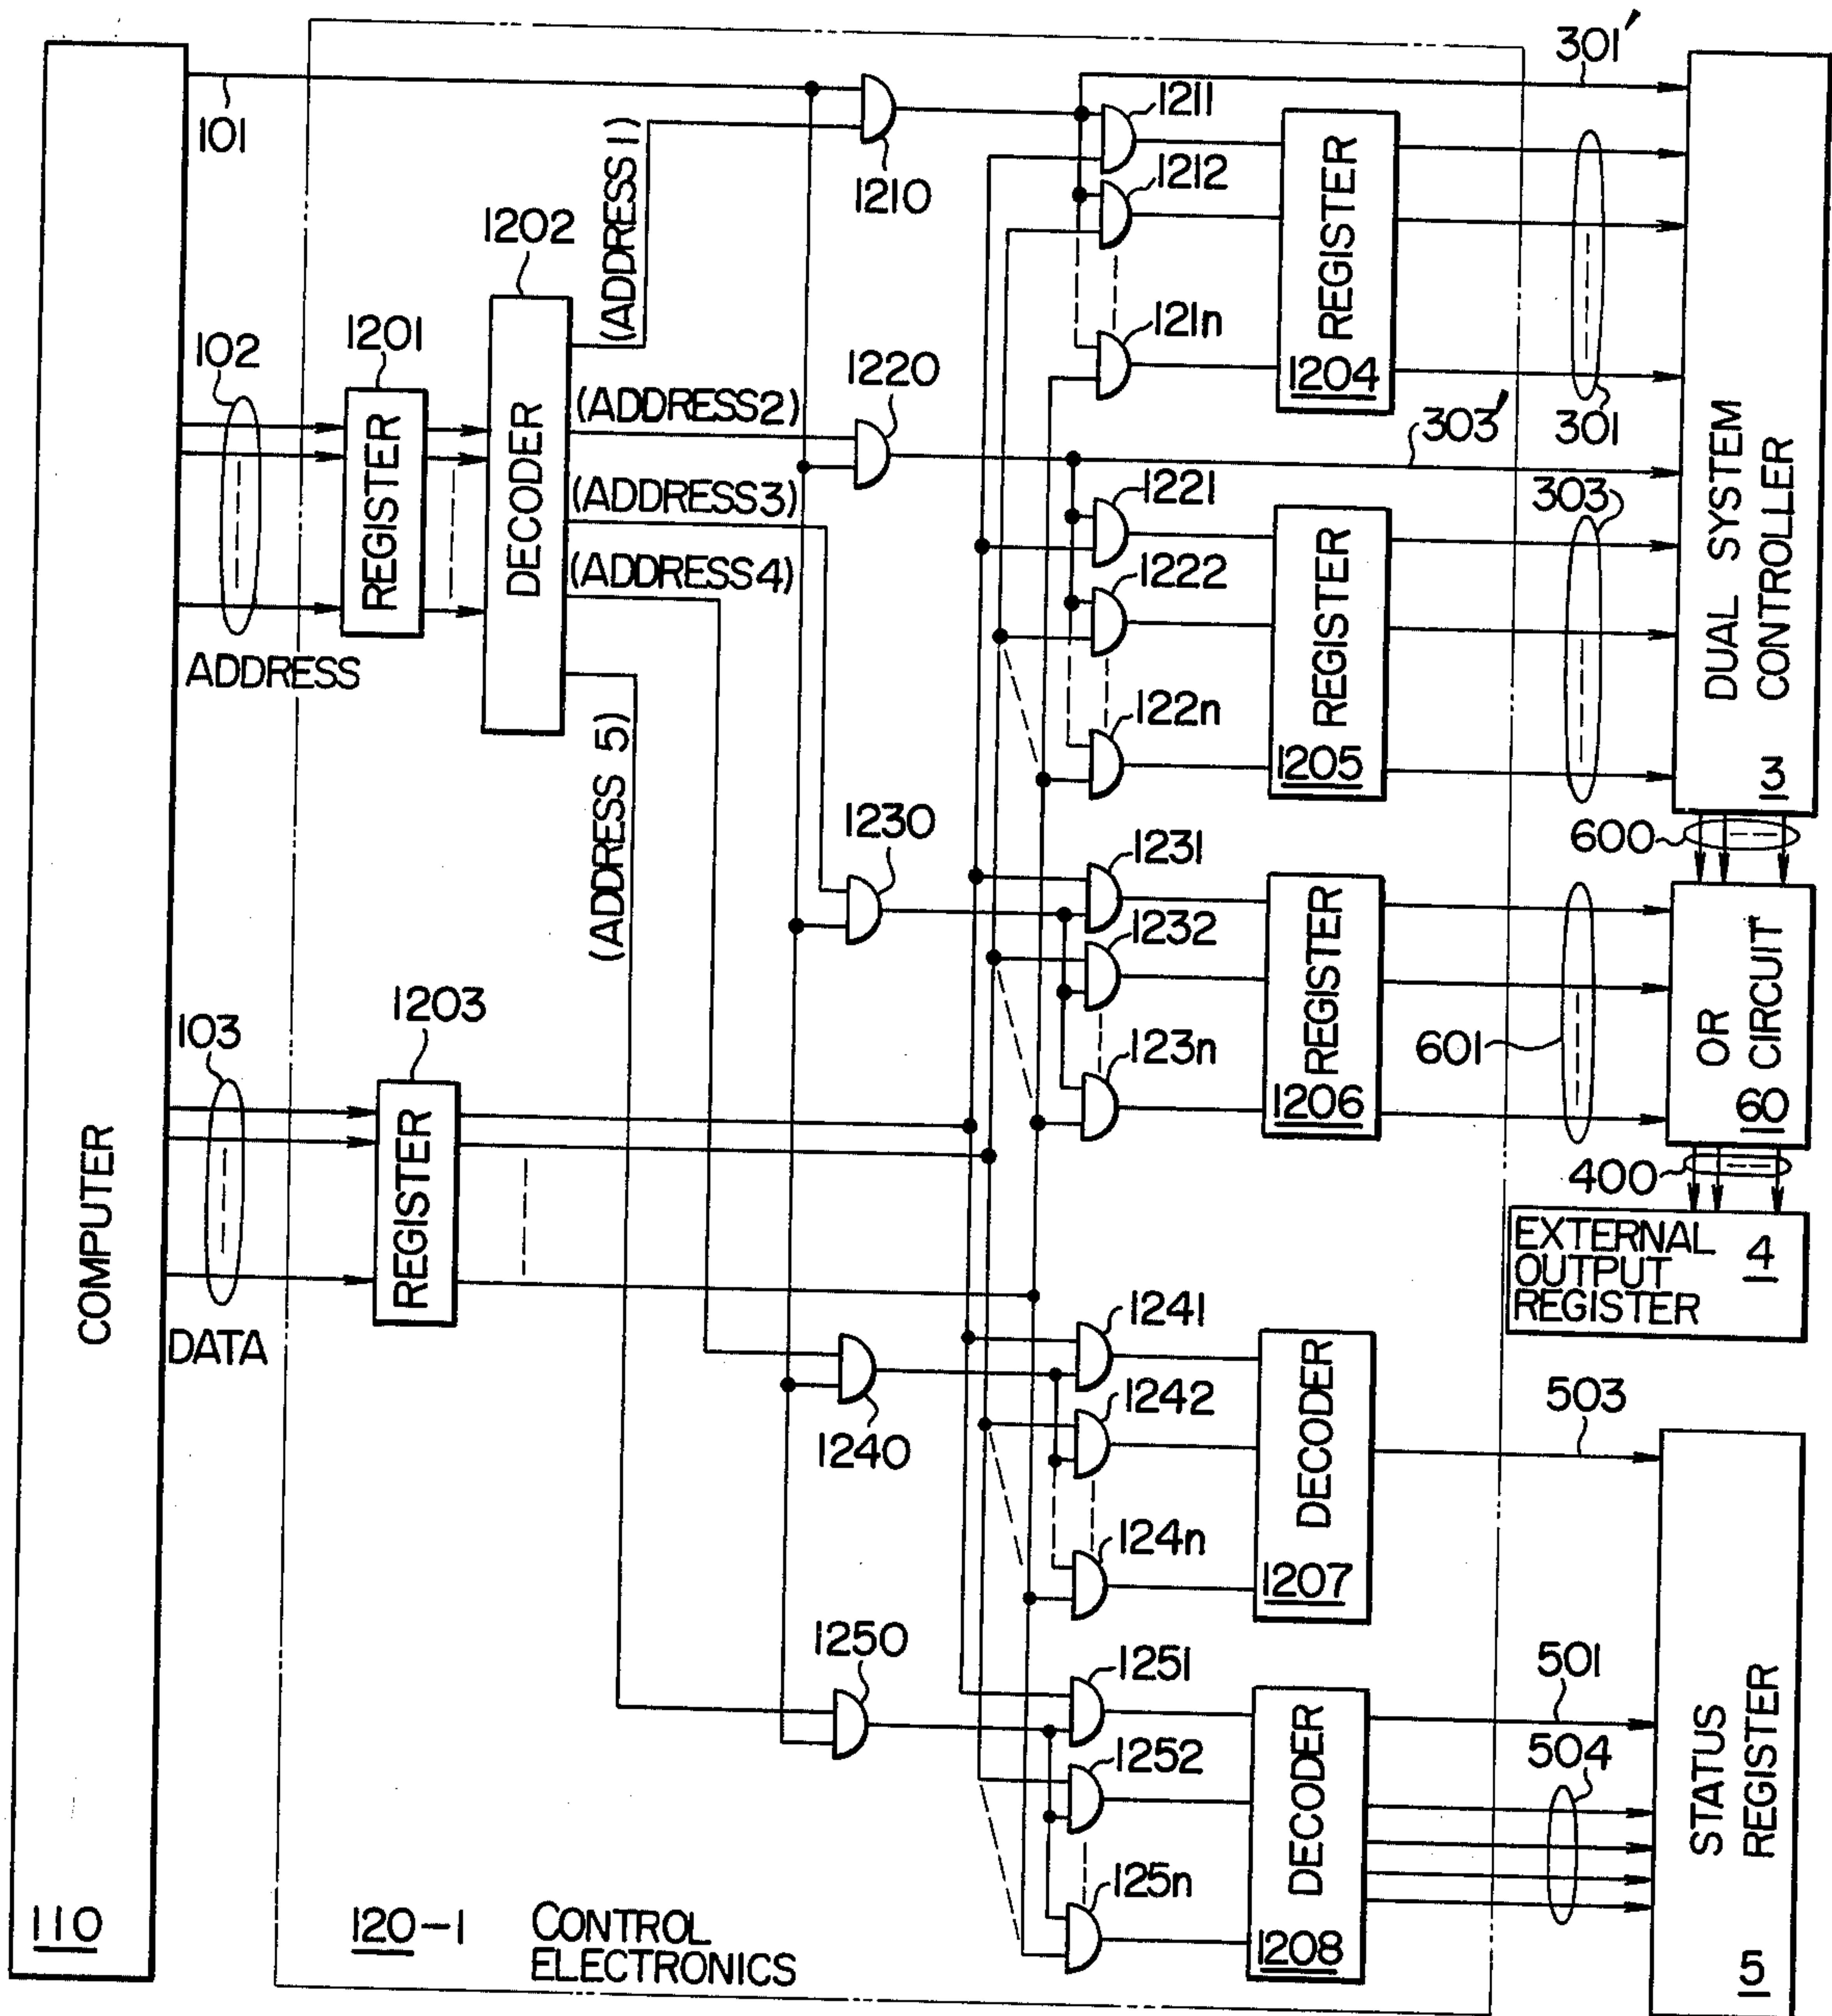 301'
101
1211
1210
1212
REGISTER
1204
(ADDRESS 1)
1202
121n
301
102
1201
1220
(ADDRESS2)
303'
DECODER
(ADDRESS3)
1221
303
REGISTER
(ADDRESS4)
1222
REGISTER
1205
DUAL SYSTEM
CONTROLLER
13
ADDRESS
(ADDRESS 5)
122n
1230
1231
600
1232
REGISTER
1206
123n
601
OR
CIRCUIT
60
103
1203
REGISTER
400
COMPUTER
EXTERNAL
OUTPUT
REGISTER
14
DATA
1241
1240
1242
DECODER
1207
503
124n
1250
1251
501
1252
DECODER
1208
504
125n
STATUS
REGISTER
15
110
120-1
CONTROL
ELECTRONICS